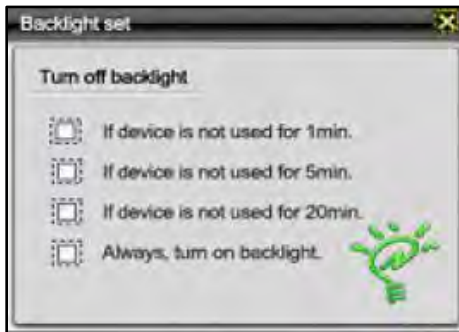 Backlight set
Turn off backlight
If device is not used for 1min.
If device is not used for 5min.
If device is not used for 20min.
Always, turn on backlight.